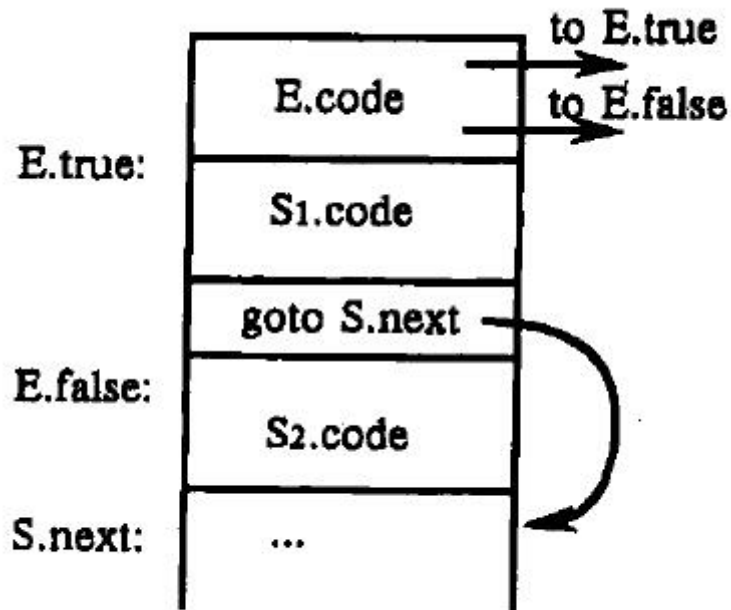 to E.true
E.code
to E.false
E.true:
S1.code
goto S.next
E.false:
S2.code
S.next:
...